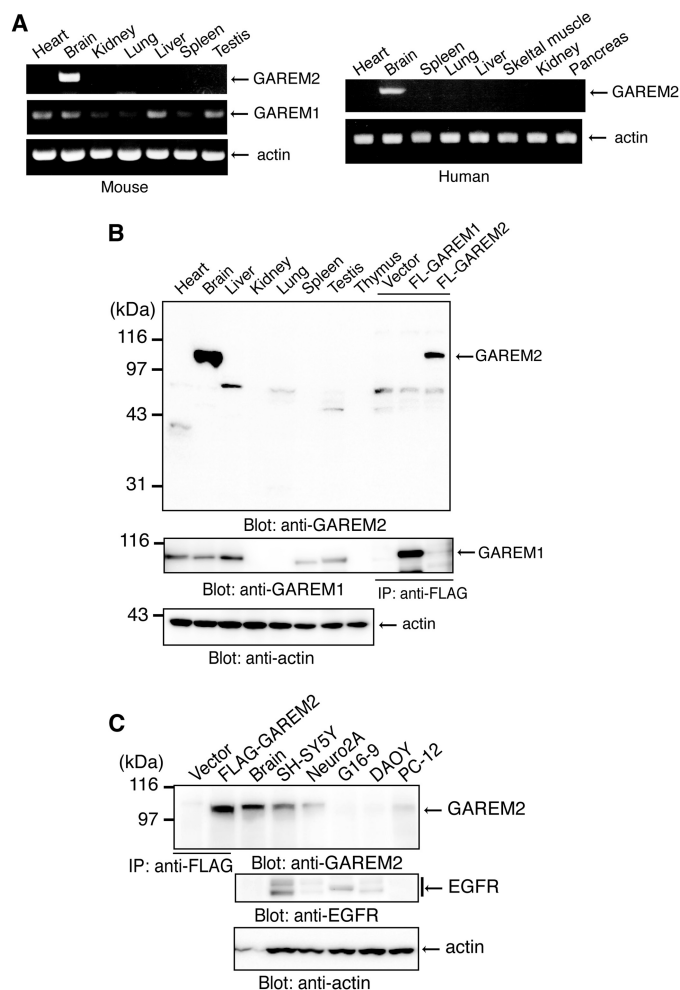 A
Heart Brain Kidney Lung Liver Spleen Testis
GAREM2
GAREM1
actin
Mouse
Heart Brain Spleen Lung Liver Skeltal muscle Kidney Pancreas
GAREM2
actin
Human
B
Heart Brain Liver Kidney Lung Spleen Testis Thymus Vector FL-GAREM1 FL-GAREM2
(kDa)
116
97
43
31
GAREM2
Blot: anti-GAREM2
116
GAREM1
Blot: anti-GAREM1
IP: anti-FLAG
43
actin
Blot: anti-actin
C
Vector FLAG-GAREM2 Brain SH-SY5Y Neuro2A G16-9 DAOY PC-12
(kDa)
116
97
GAREM2
IP: anti-FLAG
Blot: anti-GAREM2
EGFR
Blot: anti-EGFR
actin
Blot: anti-actin